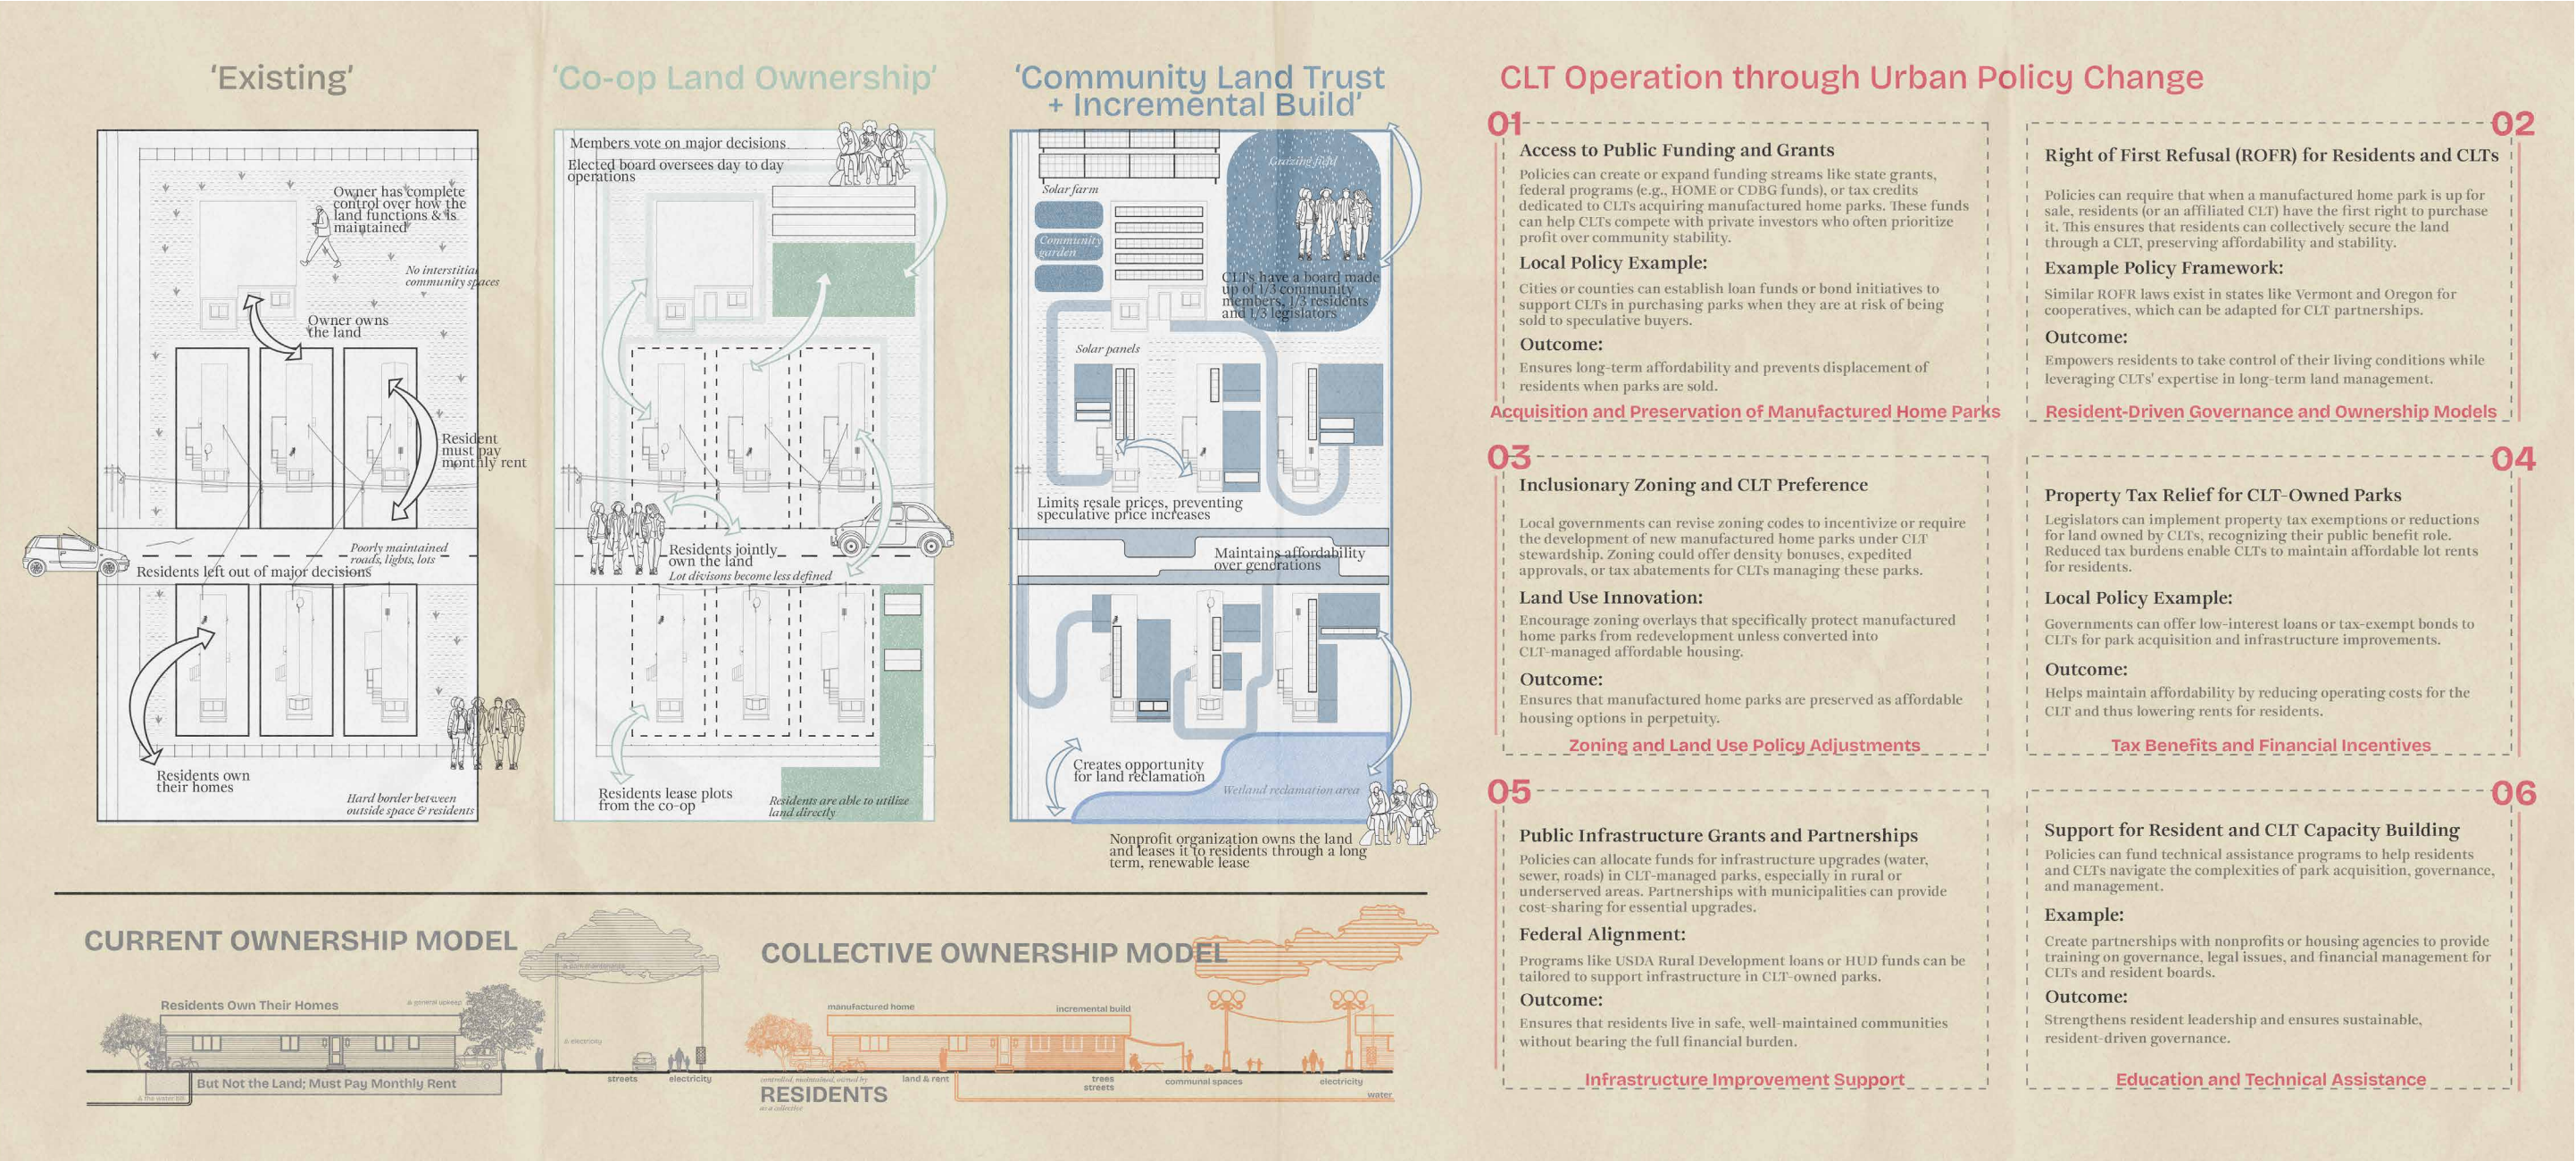 ‘Existing’
Owner has complete
control over how the
land functions & is
maintained
No interstitial
community spaces
Owner owns
the land
Resident
must pay
monthly rent
Poorly maintained
roads, lights, lots
Residents left out of major decisions
Residents own
their homes
Hard border between
outside space & residents
‘Co-op Land Ownership’
Members vote on major decisions
Elected board oversees day to day
operations
Residents jointly
own the land
Lot divisons become less defined
Residents lease plots
from the co-op
Residents are able to utilize
land directly
‘Community Land Trust
+ Incremental Build’
Grazing field
Solar farm
Community
garden
CLTs have a board made
up of 1/3 community
members, 1/3 residents
and 1/3 legislators
Solar panels
Limits resale prices, preventing
speculative price increases
Maintains affordability
over generations
Creates opportunity
for land reclamation
Wetland reclamation area
Nonprofit organization owns the land
and leases it to residents through a long
term, renewable lease
CURRENT OWNERSHIP MODEL
Residents Own Their Homes
& general upkeep
& electricity
But Not the Land; Must Pay Monthly Rent
& the water bill
streets
electricity
COLLECTIVE OWNERSHIP MODEL
manufactured home
incremental build
controlled, maintained, owned by
RESIDENTS
as a collective
land & rent
trees
streets
communal spaces
electricity
water
CLT Operation through Urban Policy Change
01
Access to Public Funding and Grants
Policies can create or expand funding streams like state grants,
federal programs (e.g., HOME or CDBG funds), or tax credits
dedicated to CLTs acquiring manufactured home parks. These funds
can help CLTs compete with private investors who often prioritize
profit over community stability.
Local Policy Example:
Cities or counties can establish loan funds or bond initiatives to
support CLTs in purchasing parks when they are at risk of being
sold to speculative buyers.
Outcome:
Ensures long-term affordability and prevents displacement of
residents when parks are sold.
Acquisition and Preservation of Manufactured Home Parks
02
Right of First Refusal (ROFR) for Residents and CLTs
Policies can require that when a manufactured home park is up for
sale, residents (or an affiliated CLT) have the first right to purchase
it. This ensures that residents can collectively secure the land
through a CLT, preserving affordability and stability.
Example Policy Framework:
Similar ROFR laws exist in states like Vermont and Oregon for
cooperatives, which can be adapted for CLT partnerships.
Outcome:
Empowers residents to take control of their living conditions while
leveraging CLTs' expertise in long-term land management.
Resident-Driven Governance and Ownership Models
03
Inclusionary Zoning and CLT Preference
Local governments can revise zoning codes to incentivize or require
the development of new manufactured home parks under CLT
stewardship. Zoning could offer density bonuses, expedited
approvals, or tax abatements for CLTs managing these parks.
Land Use Innovation:
Encourage zoning overlays that specifically protect manufactured
home parks from redevelopment unless converted into
CLT-managed affordable housing.
Outcome:
Ensures that manufactured home parks are preserved as affordable
housing options in perpetuity.
Zoning and Land Use Policy Adjustments
04
Property Tax Relief for CLT-Owned Parks
Legislators can implement property tax exemptions or reductions
for land owned by CLTs, recognizing their public benefit role.
Reduced tax burdens enable CLTs to maintain affordable lot rents
for residents.
Local Policy Example:
Governments can offer low-interest loans or tax-exempt bonds to
CLTs for park acquisition and infrastructure improvements.
Outcome:
Helps maintain affordability by reducing operating costs for the
CLT and thus lowering rents for residents.
Tax Benefits and Financial Incentives
05
Public Infrastructure Grants and Partnerships
Policies can allocate funds for infrastructure upgrades (water,
sewer, roads) in CLT-managed parks, especially in rural or
underserved areas. Partnerships with municipalities can provide
cost-sharing for essential upgrades.
Federal Alignment:
Programs like USDA Rural Development loans or HUD funds can be
tailored to support infrastructure in CLT-owned parks.
Outcome:
Ensures that residents live in safe, well-maintained communities
without bearing the full financial burden.
Infrastructure Improvement Support
06
Support for Resident and CLT Capacity Building
Policies can fund technical assistance programs to help residents
and CLTs navigate the complexities of park acquisition, governance,
and management.
Example:
Create partnerships with nonprofits or housing agencies to provide
training on governance, legal issues, and financial management for
CLTs and resident boards.
Outcome:
Strengthens resident leadership and ensures sustainable,
resident-driven governance.
Education and Technical Assistance